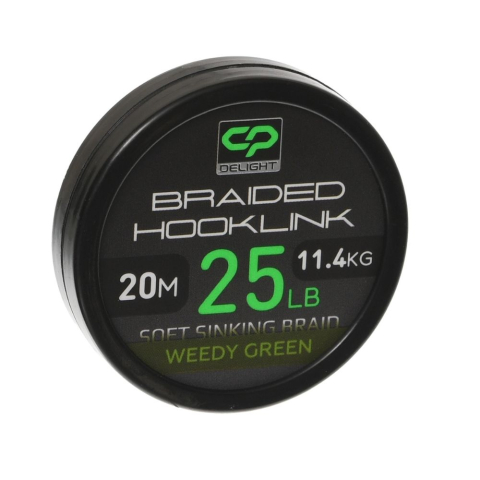 CP
DELIGHT
BRAIDED
HOOKLINK
20M 25LB 11.4KG
SOFT SINKING BRAID
WEEDY GREEN